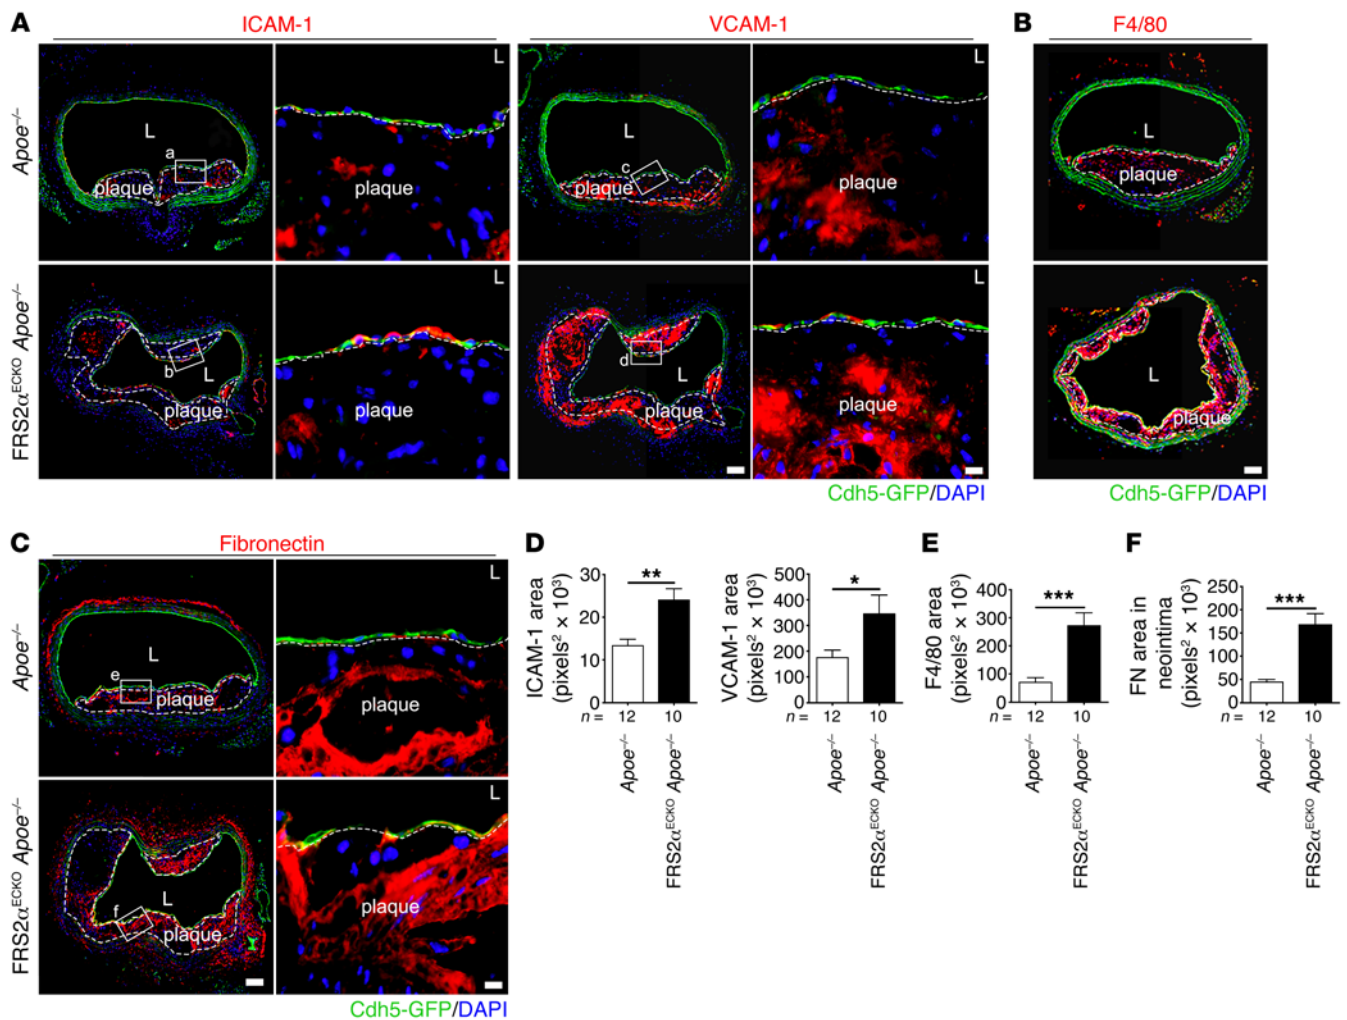 A
ICAM-1
VCAM-1
B
F4/80
Apoe–/–
L
a
plaque
L
plaque
L
c
plaque
L
plaque
L
plaque
FRS2αECKO Apoe–/–
b
L
plaque
L
plaque
d
L
plaque
L
plaque
L
plaque
Cdh5-GFP/DAPI
Cdh5-GFP/DAPI
C
Fibronectin
Apoe–/–
L
e
plaque
L
plaque
FRS2αECKO Apoe–/–
L
f
plaque
L
plaque
Cdh5-GFP/DAPI
D
ICAM-1 area
(pixels² × 10³)
30
20
10
0
**
n = 12 10
Apoe–/–
FRS2αECKO Apoe–/–
VCAM-1 area
(pixels² × 10³)
500
400
300
200
100
0
*
n = 12 10
Apoe–/–
FRS2αECKO Apoe–/–
E
F4/80 area
(pixels² × 10³)
400
300
200
100
0
***
n = 12 10
Apoe–/–
FRS2αECKO Apoe–/–
F
FN area in
neointima
(pixels² × 10³)
250
200
150
100
50
0
***
n = 12 10
Apoe–/–
FRS2αECKO Apoe–/–